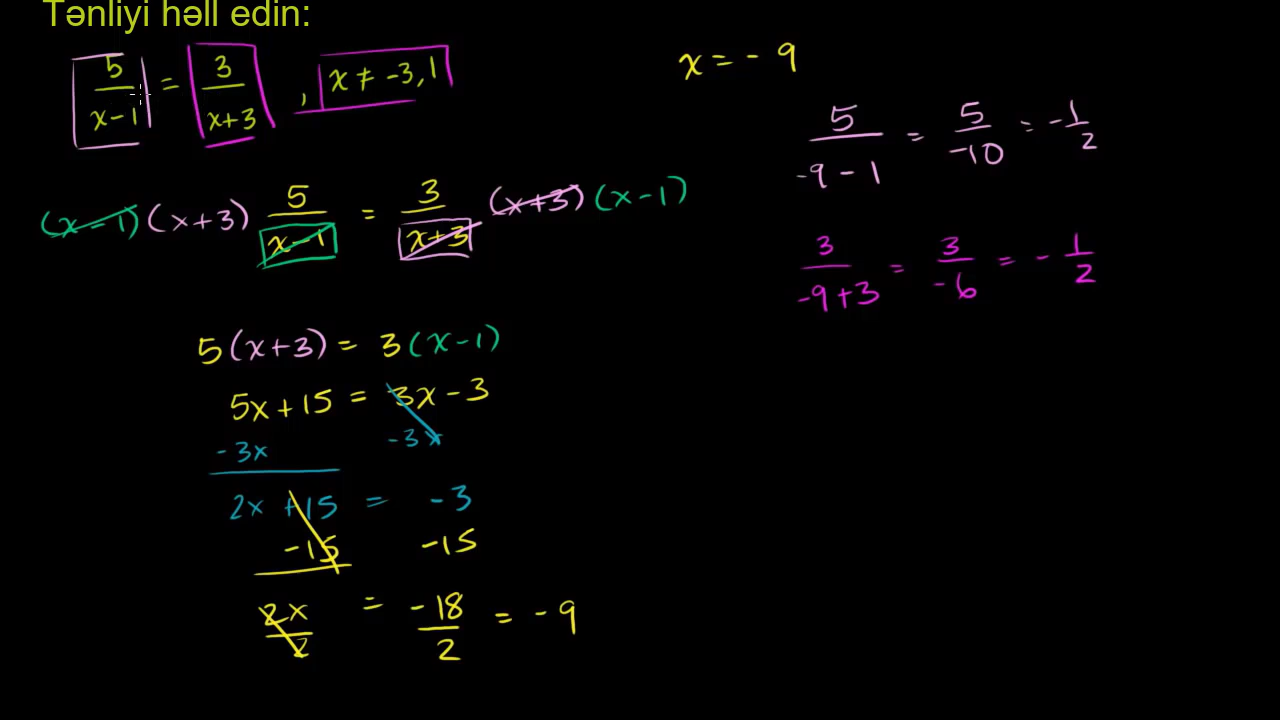 Tənliyi həll edin:
5/(x-1) = 3/(x+3) , x ≠ -3, 1
(x-1)(x+3) 5/(x-1) = 3/(x+3) (x+3)(x-1)
5(x+3) = 3(x-1)
5x+15 = 3x-3
-3x -3x
2x +15 = -3
-15 -15
2x/2 = -18/2 = -9
x = -9
5/(-9-1) = 5/-10 = -1/2
3/(-9+3) = 3/-6 = -1/2